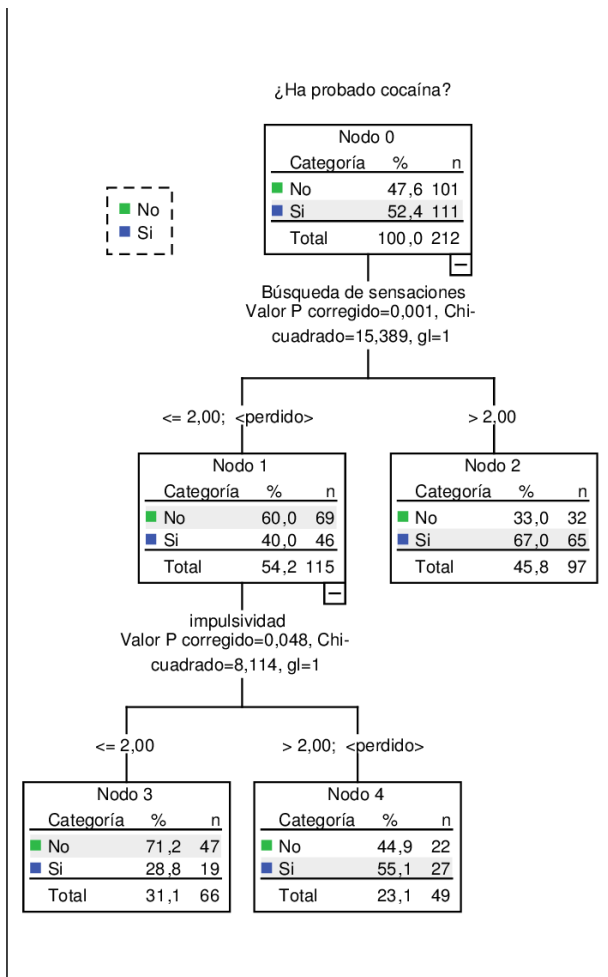 ¿Ha probado cocaína?
Nodo 0
Categoría % n
No 47,6 101
Si 52,4 111
Total 100,0 212
No
Si
Búsqueda de sensaciones
Valor P corregido=0,001, Chi-
cuadrado=15,389, gl=1
<= 2,00; <perdido>
> 2,00
Nodo 1
Categoría % n
No 60,0 69
Si 40,0 46
Total 54,2 115
Nodo 2
Categoría % n
No 33,0 32
Si 67,0 65
Total 45,8 97
impulsividad
Valor P corregido=0,048, Chi-
cuadrado=8,114, gl=1
<= 2,00
> 2,00; <perdido>
Nodo 3
Categoría % n
No 71,2 47
Si 28,8 19
Total 31,1 66
Nodo 4
Categoría % n
No 44,9 22
Si 55,1 27
Total 23,1 49